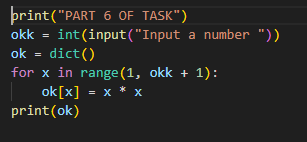 print("PART 6 OF TASK")
okk = int(input("Input a number "))
ok = dict()
for x in range(1, okk + 1):
    ok[x] = x * x
print(ok)